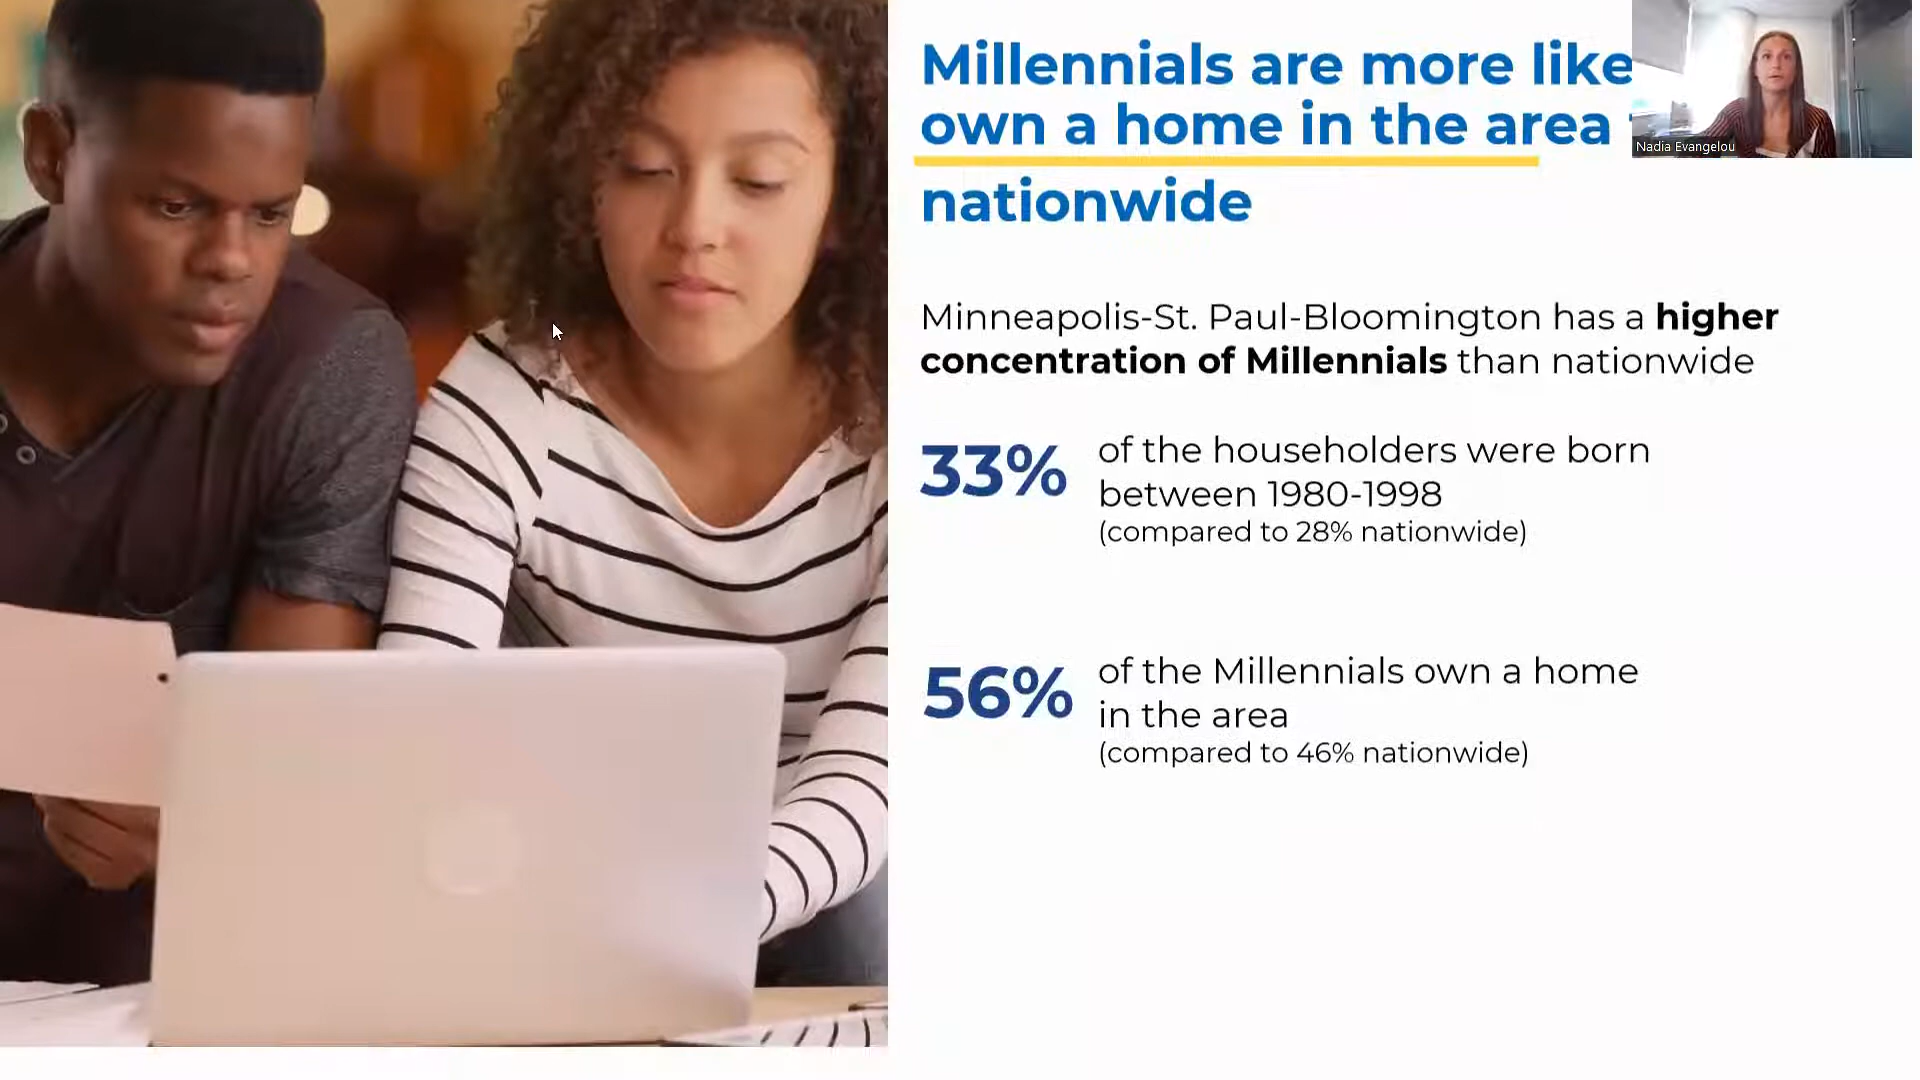 Millennials are more like
own a home in the area
nationwide
Nadia Evangelou
Minneapolis-St. Paul-Bloomington has a higher
concentration of Millennials than nationwide
33%
of the householders were born
between 1980-1998
(compared to 28% nationwide)
56%
of the Millennials own a home
in the area
(compared to 46% nationwide)